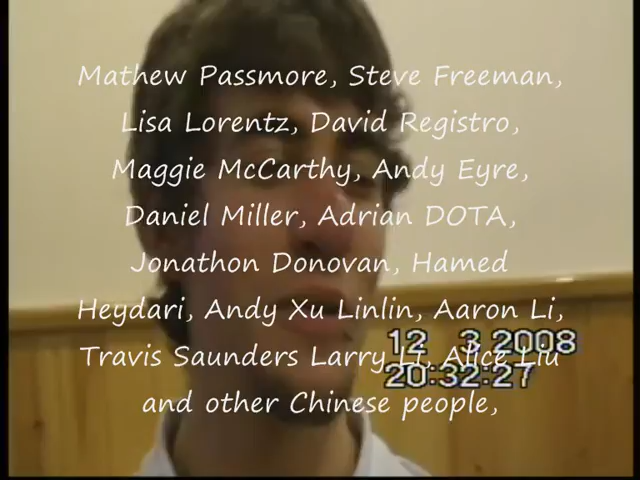 Mathew Passmore, Steve Freeman,
Lisa Lorentz, David Registro,
Maggie McCarthy, Andy Eyre,
Daniel Miller, Adrian DOTA,
Jonathon Donovan, Hamed
Heydari, Andy Xu Linlin, Aaron Li,
12 3 2008
Travis Saunders Larry LT, Alice Liu
20:32:27
and other Chinese people,